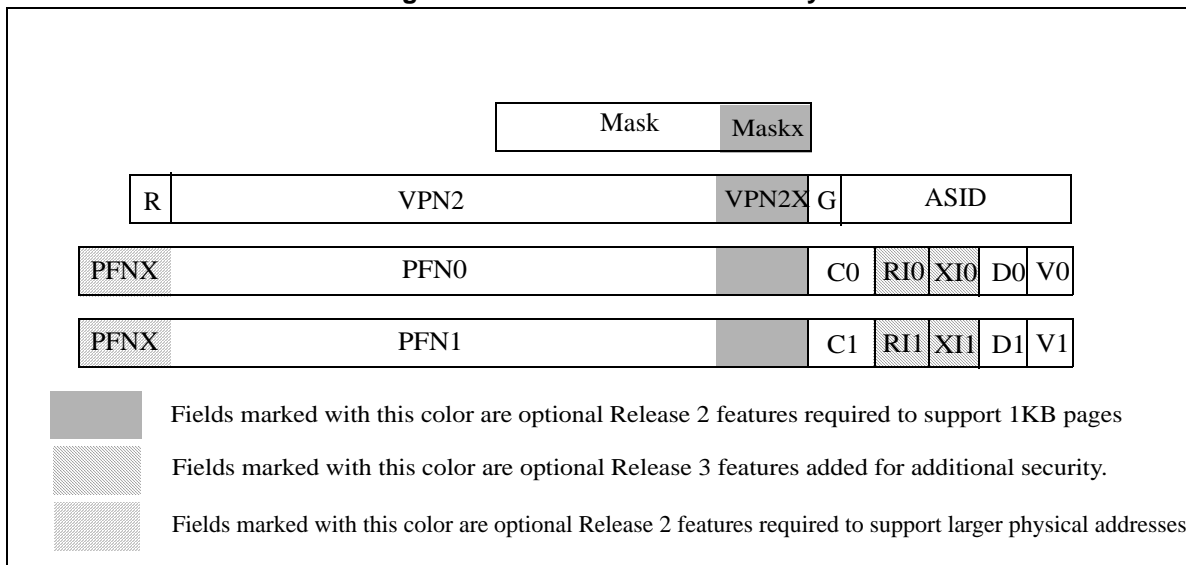 Mask Maskx
R VPN2 VPN2X G ASID
PFNX PFN0 C0 RI0 XI0 D0 V0
PFNX PFN1 C1 RI1 XI1 D1 V1
Fields marked with this color are optional Release 2 features required to support 1KB pages
Fields marked with this color are optional Release 3 features added for additional security.
Fields marked with this color are optional Release 2 features required to support larger physical addresses